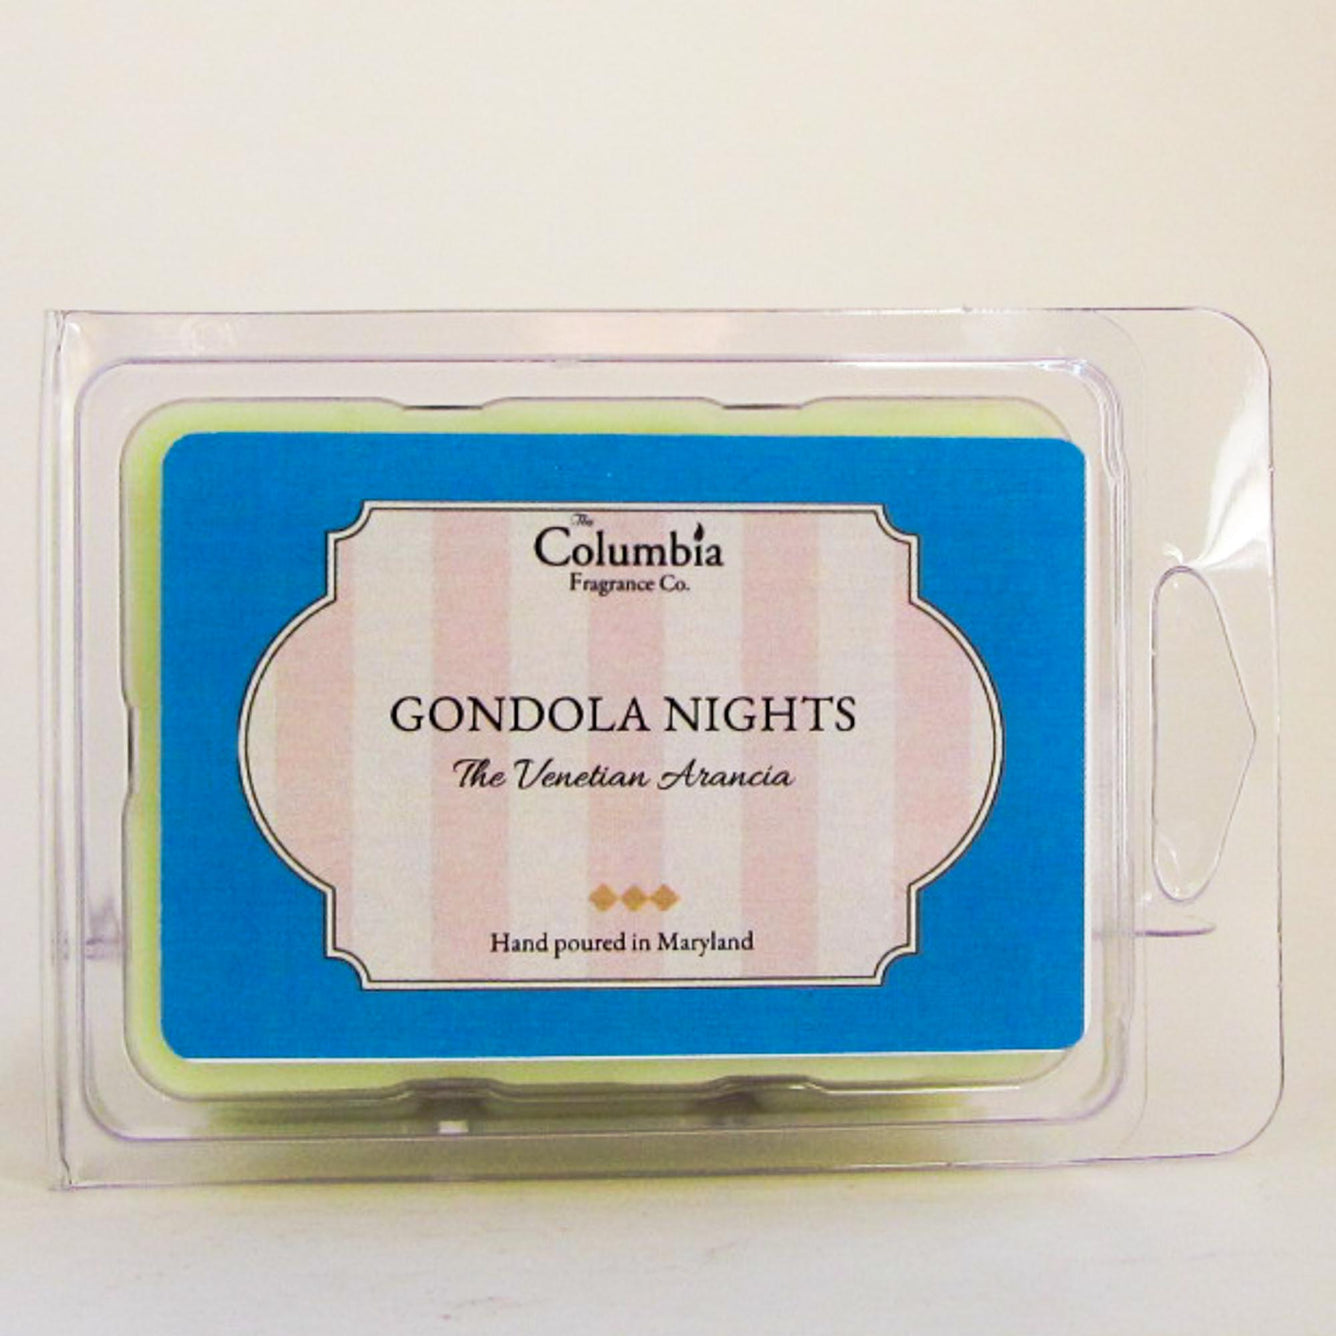 The
Columbia
Fragrance Co.
GONDOLA NIGHTS
The Venetian Arancia
Hand poured in Maryland